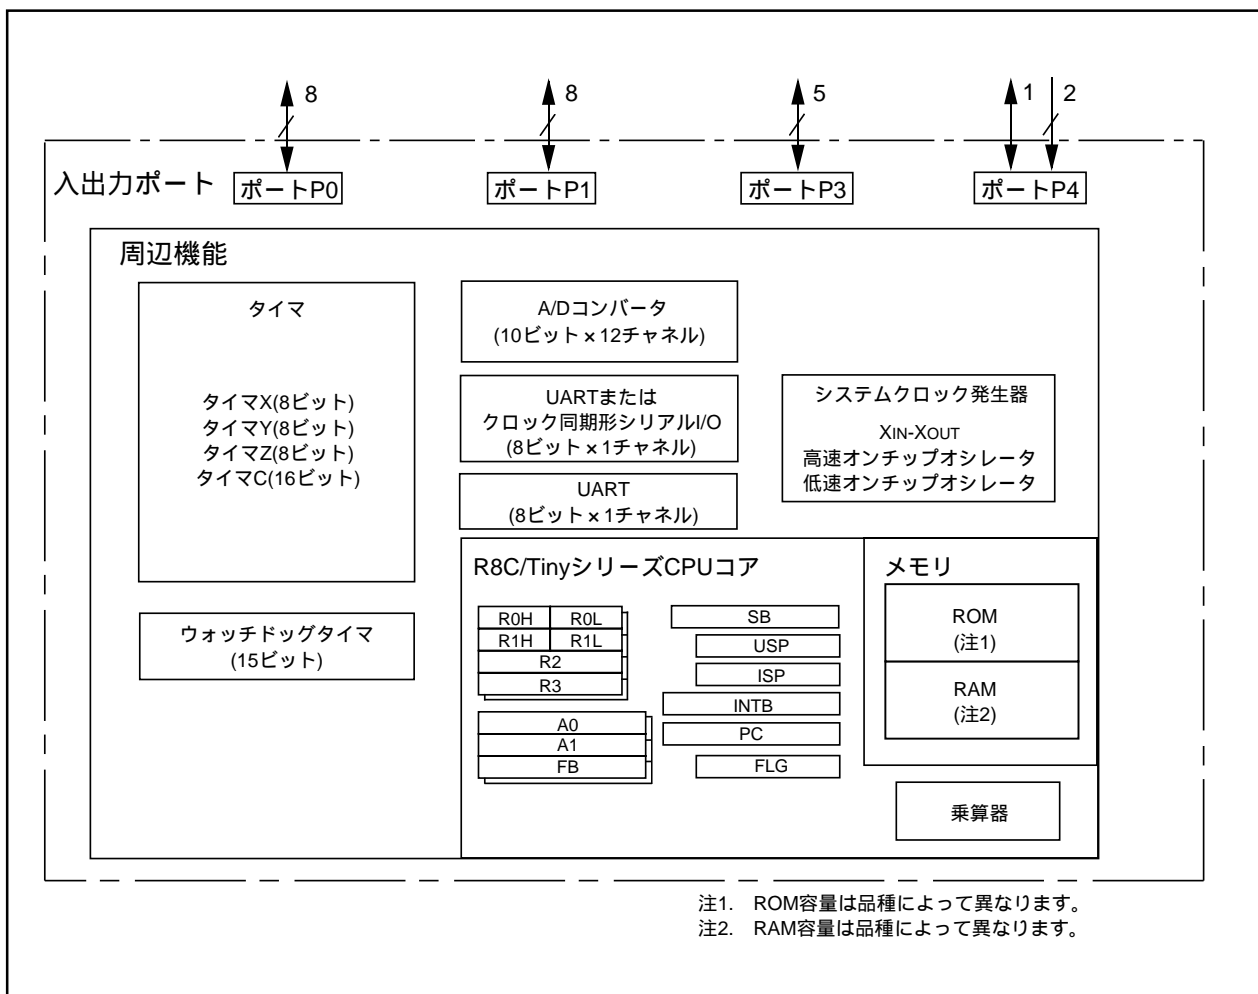 8
8
5
1
2
入出力ポート
ポートP0
ポートP1
ポートP3
ポートP4
周辺機能
タイマ
タイマX(8ビット)
タイマY(8ビット)
タイマZ(8ビット)
タイマC(16ビット)
ウォッチドッグタイマ
(15ビット)
A/Dコンバータ
(10ビット×12チャネル)
UARTまたは
クロック同期形シリアルI/O
(8ビット×1チャネル)
UART
(8ビット×1チャネル)
システムクロック発生器
XIN-XOUT
高速オンチップオシレータ
低速オンチップオシレータ
R8C/TinyシリーズCPUコア
R0H
R0L
R1H
R1L
R2
R3
A0
A1
FB
SB
USP
ISP
INTB
PC
FLG
メモリ
ROM
(注1)
RAM
(注2)
乗算器
注1. ROM容量は品種によって異なります。
注2. RAM容量は品種によって異なります。